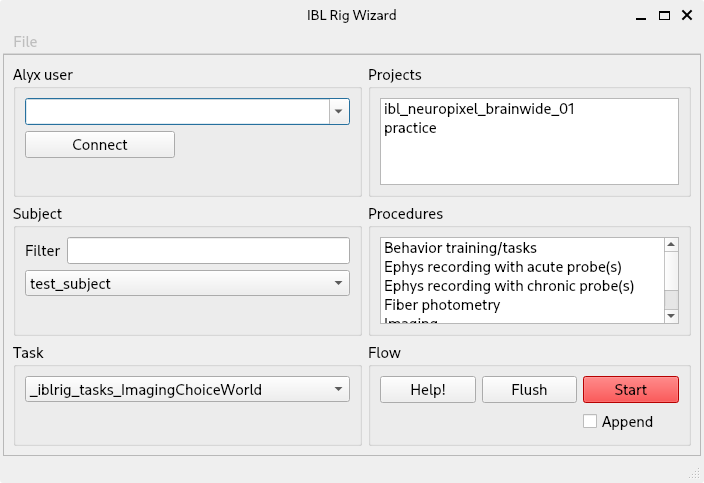 IBL Rig Wizard
File
Alyx user
Connect
Projects
ibl_neuropixel_brainwide_01
practice
Subject
Filter
test_subject
Procedures
Behavior training/tasks
Ephys recording with acute probe(s)
Ephys recording with chronic probe(s)
Fiber photometry
Imaging
Task
_iblrig_tasks_ImagingChoiceWorld
Flow
Help!
Flush
Start
Append